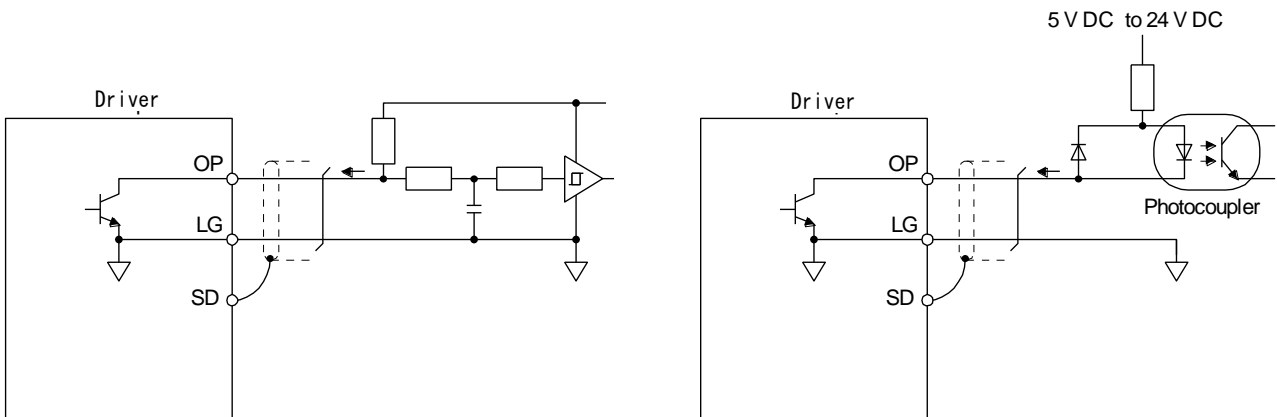 Driver
OP
LG
SD
5 V DC to 24 V DC
Driver
OP
LG
SD
Photocoupler